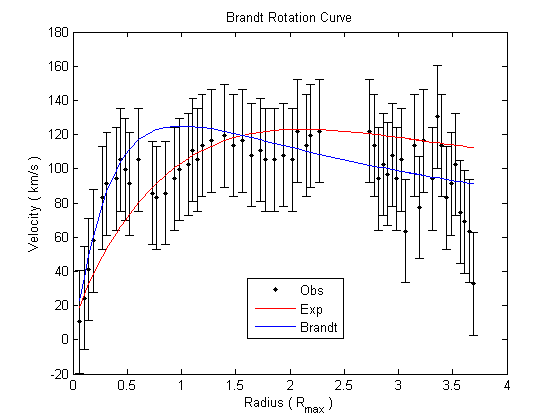 Brandt Rotation Curve
180
160
140
120
100
80
60
40
20
0
-20
Velocity ( km/s )
Obs
Exp
Brandt
0 0.5 1 1.5 2 2.5 3 3.5 4
Radius ( Rmax )